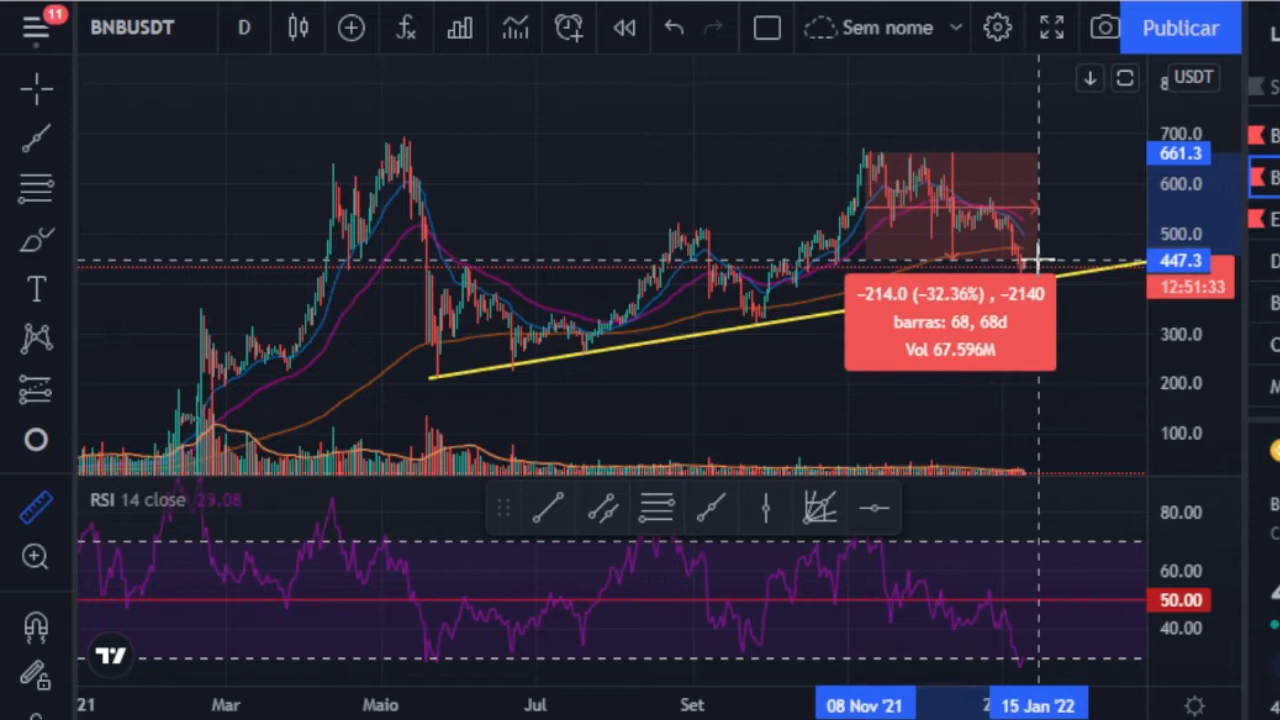 11
BNBUSDT
D
Sem nome
Publicar
USDT
700.0
661.3
600.0
500.0
447.3
12:51:33
300.0
200.0
100.0
-214.0 (-32.36%) , -2140
barras: 68, 68d
Vol 67.596M
RSI 14 close 29.08
80.00
60.00
50.00
40.00
21
Mar
Maio
Jul
Set
08 Nov '21
15 Jan '22